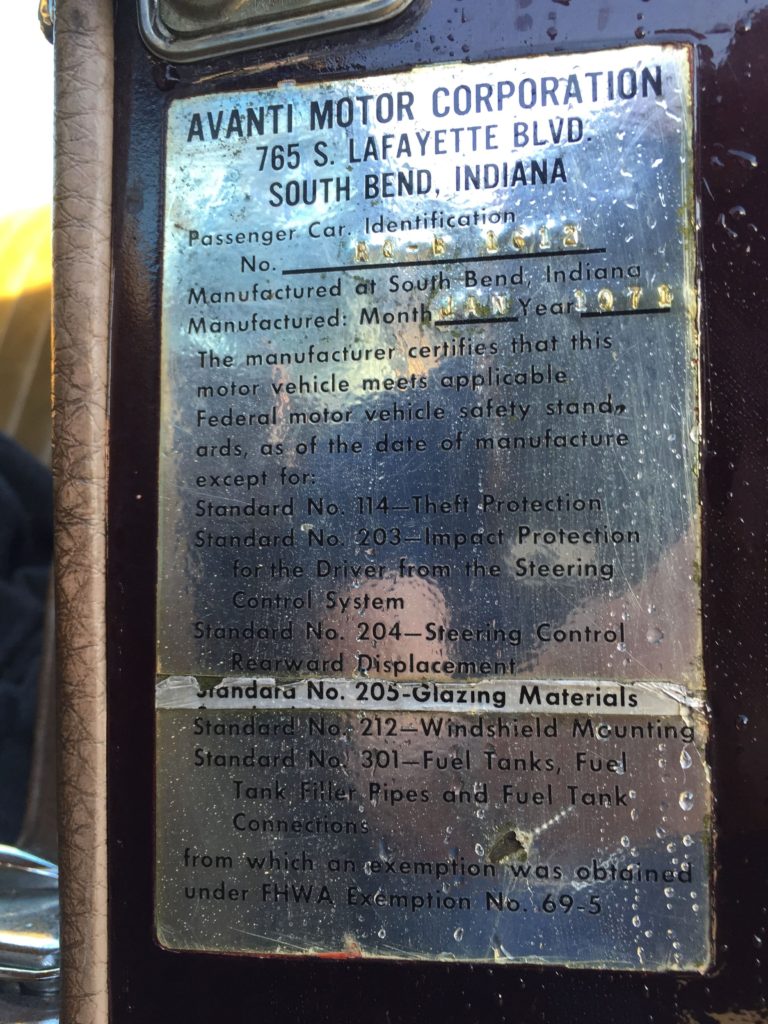 AVANTI MOTOR CORPORATION
765 S. LAFAYETTE BLVD.
SOUTH BEND, INDIANA
Passenger Car. Identification
No.
Manufactured at South Bend, Indiana
Manufactured: Month JAN Year 1971
The manufacturer certifies that this
motor vehicle meets applicable
Federal motor vehicle safety stand-
ards, as of the date of manufacture
except for:
Standard No. 114—Theft Protection
Standard No. 203—Impact Protection
for the Driver from the Steering
Control System
Standard No. 204—Steering Control
Rearward Displacement
Standard No. 205-Glazing Materials
Standard No. 212—Windshield Mounting
Standard No. 301—Fuel Tanks, Fuel
Tank Filler Pipes and Fuel Tank
Connections
from which an exemption was obtained
under FHWA Exemption No. 69-5